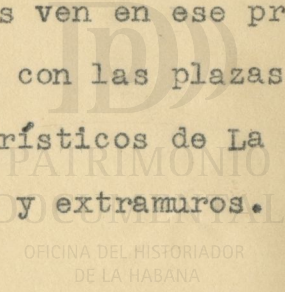 s ven en ese pr
con las plazas
rísticos de La
y extramuros.
PATRIMONIO
DOCUMENTAL
OFICINA DEL HISTORIADOR
DE LA HABANA